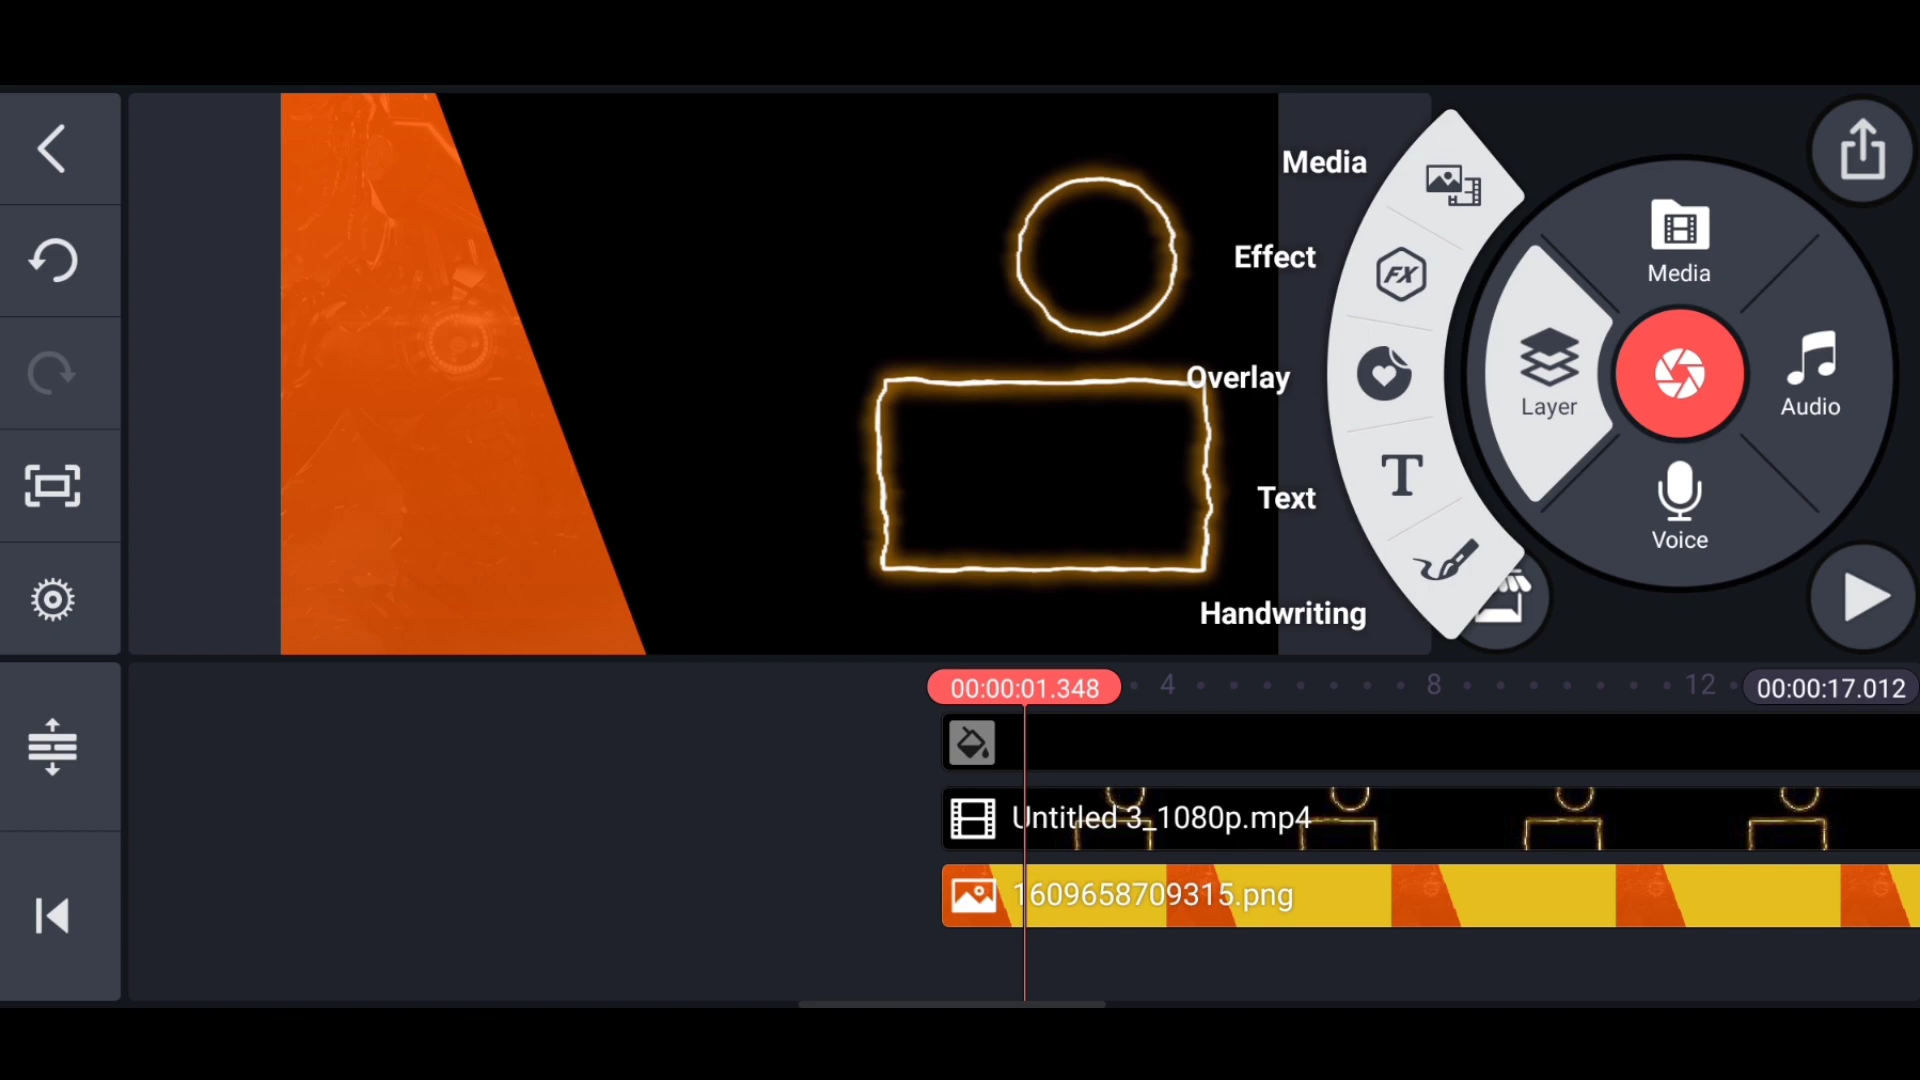 Media
Effect
Overlay
Text
Handwriting
FX
T
Media
Layer
Audio
Voice
00:00:01.348
4
8
12
00:00:17.012
Untitled 3_1080p.mp4
1609658709315.png